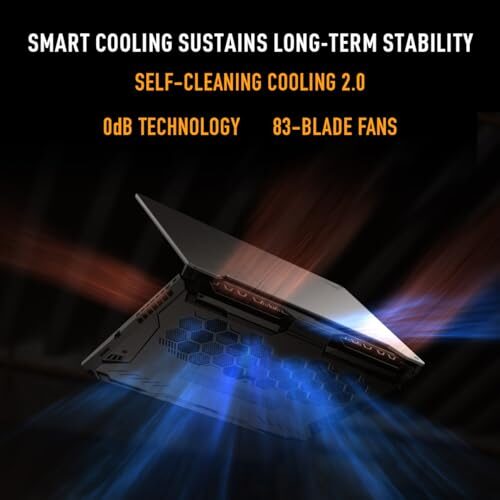 SMART COOLING SUSTAINS LONG-TERM STABILITY
SELF-CLEANING COOLING 2.0
0dB TECHNOLOGY 83-BLADE FANS